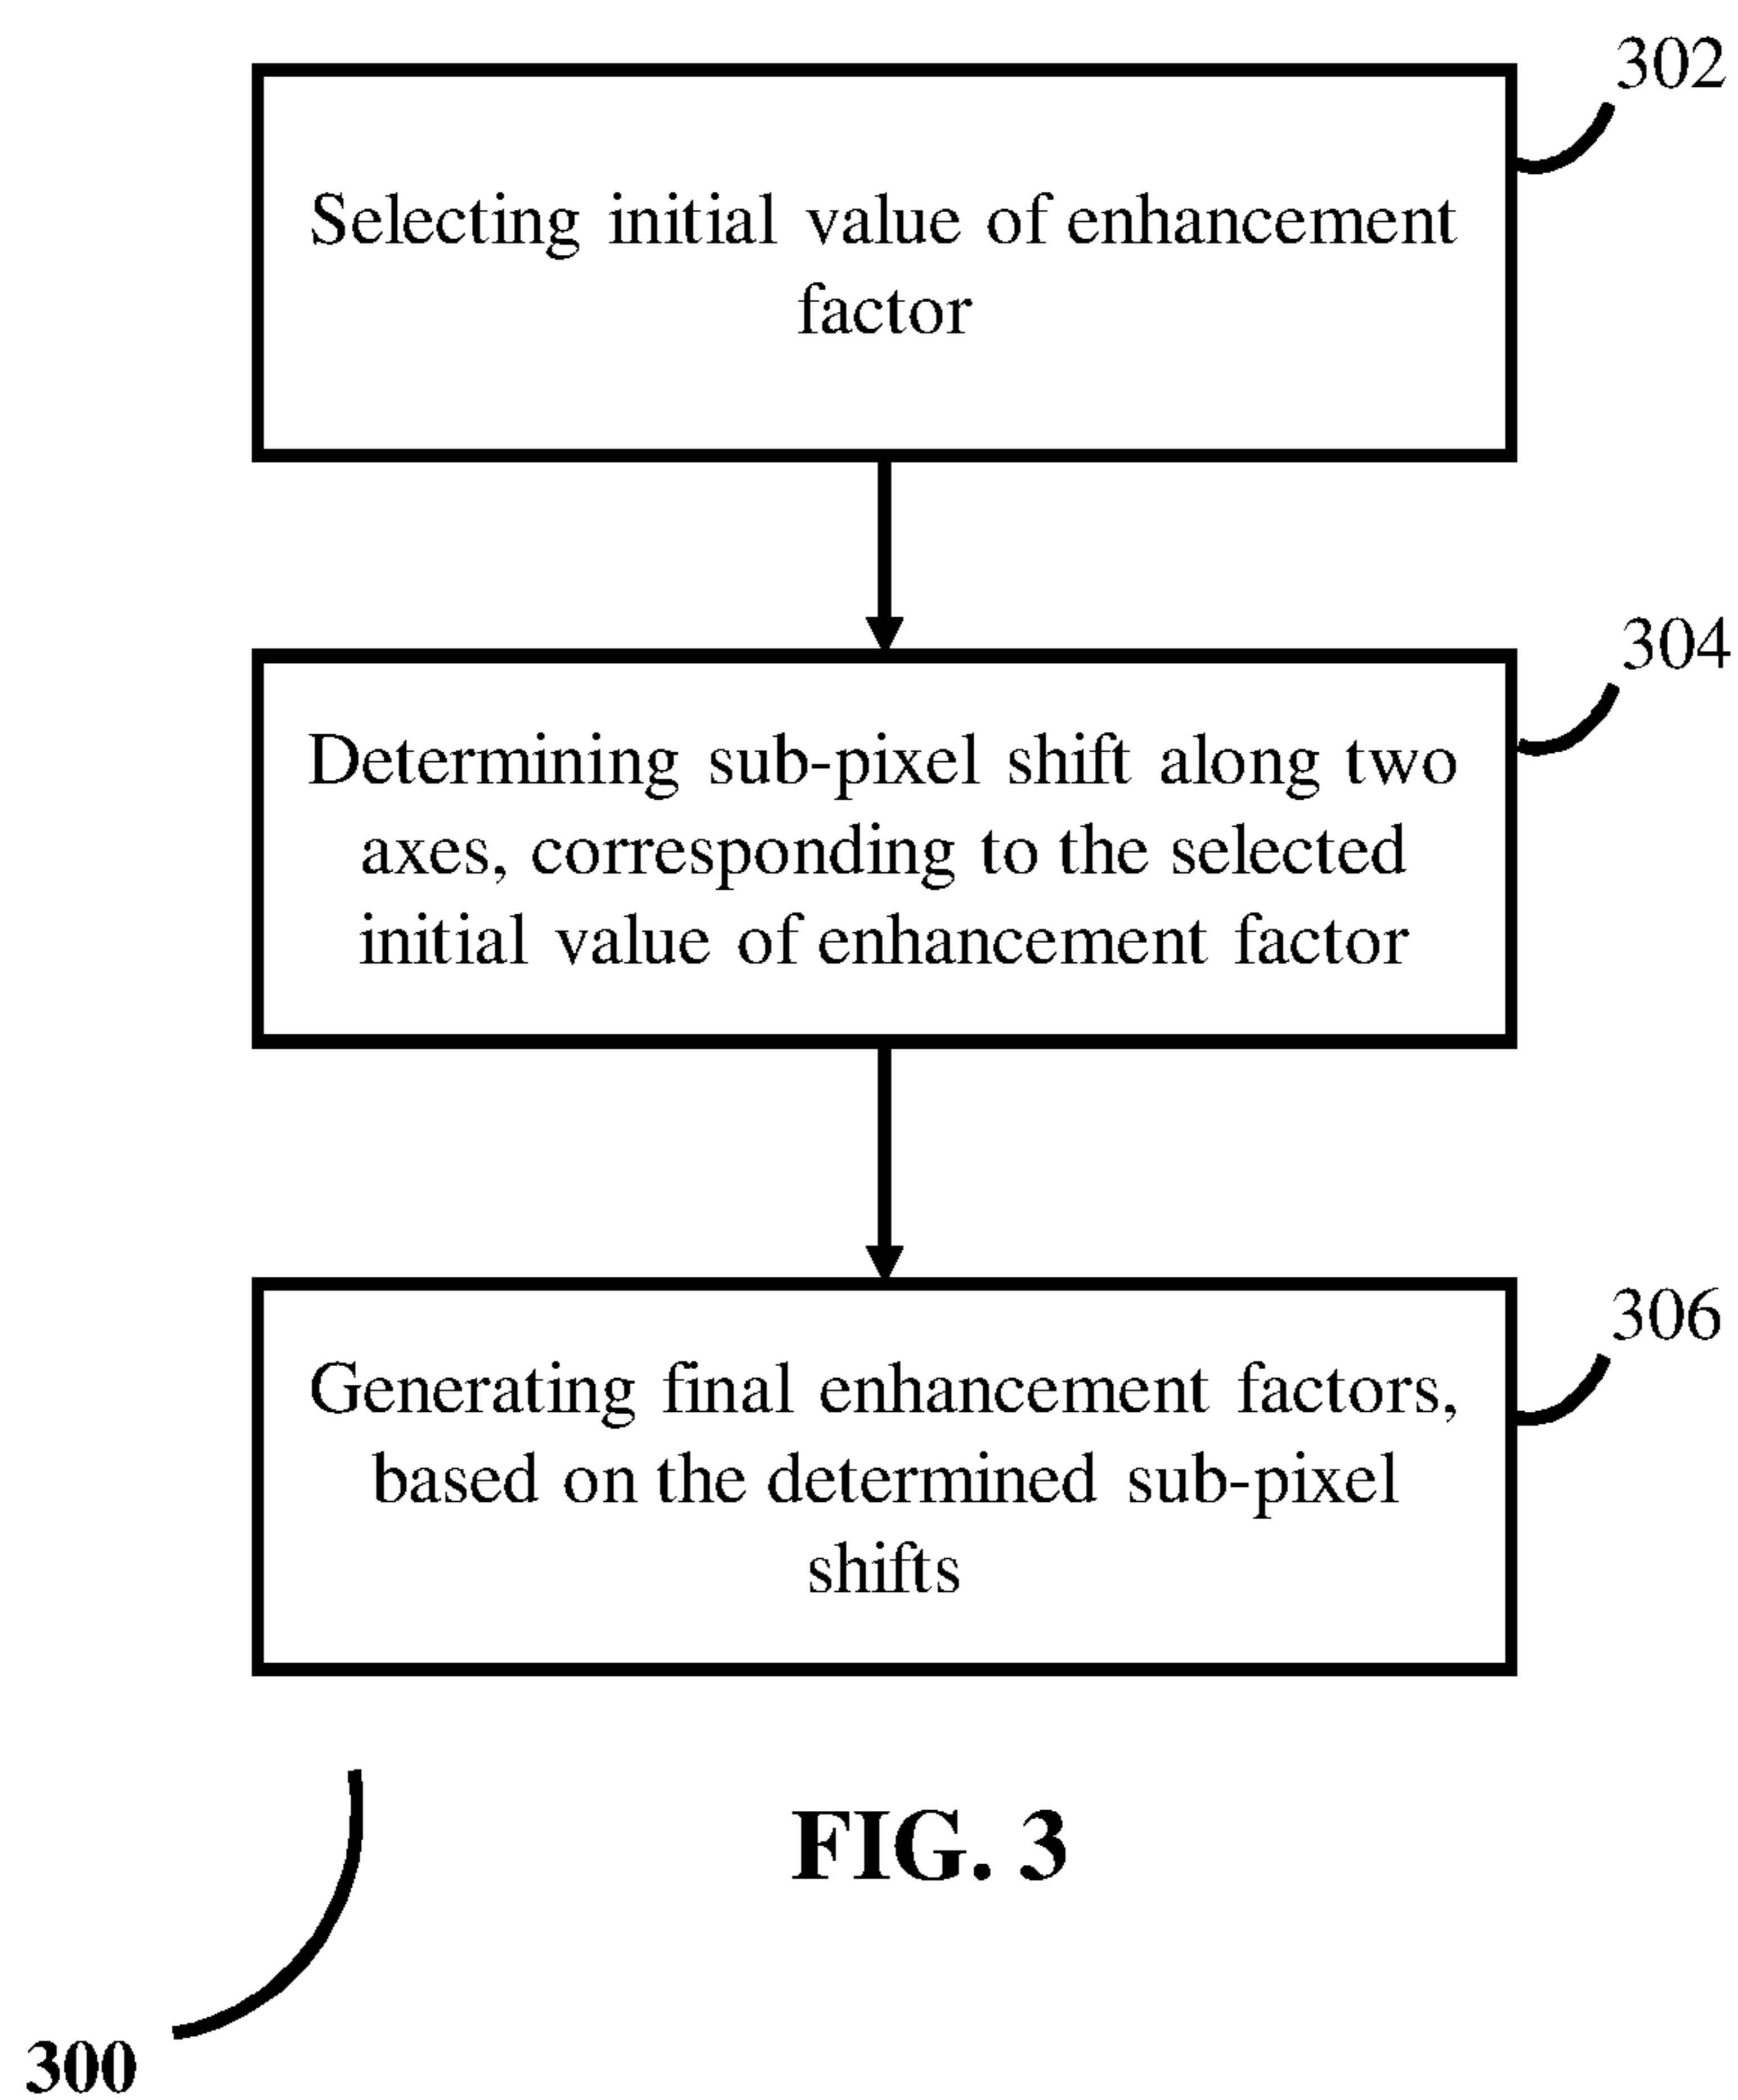 302
Selecting initial value of enhancement
factor
304
Determining sub-pixel shift along two
axes, corresponding to the selected
initial value of enhancement factor
306
Generating final enhancement factors,
based on the determined sub-pixel
shifts
FIG. 3
300